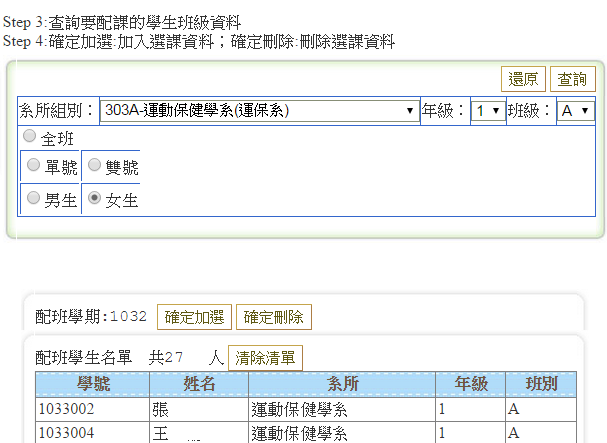 Step 3:查詢要配課的學生班級資料
Step 4:確定加選:加入選課資料；確定刪除:刪除選課資料
還原 查詢
系所組別： 303A-運動保健學系(運保系) 年級： 1 班級： A
全班
單號 雙號
男生 女生
配班學期:1032 確定加選 確定刪除
配班學生名單 共27 人 清除清單
學號 姓名 系所 年級 班別
1033002 張 運動保健學系 1 A
1033004 王 運動保健學系 1 A